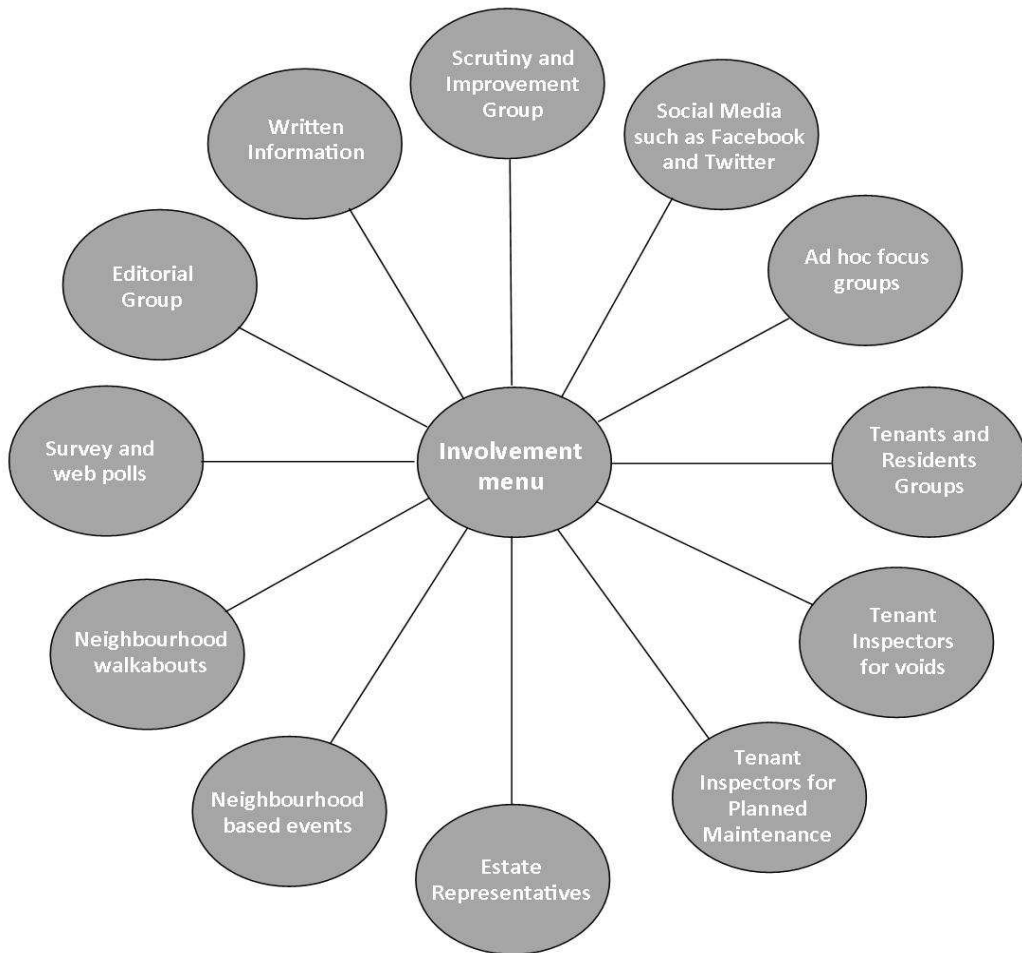 Scrutiny and
Improvement
Group
Social Media
such as Facebook
and Twitter
Ad hoc focus
groups
Tenants and
Residents
Groups
Tenant
Inspectors
for voids
Tenant
Inspectors for
Planned
Maintenance
Estate
Representatives
Neighbourhood
based events
Neighbourhood
walkabouts
Survey and
web polls
Editorial
Group
Written
Information
Involvement
menu